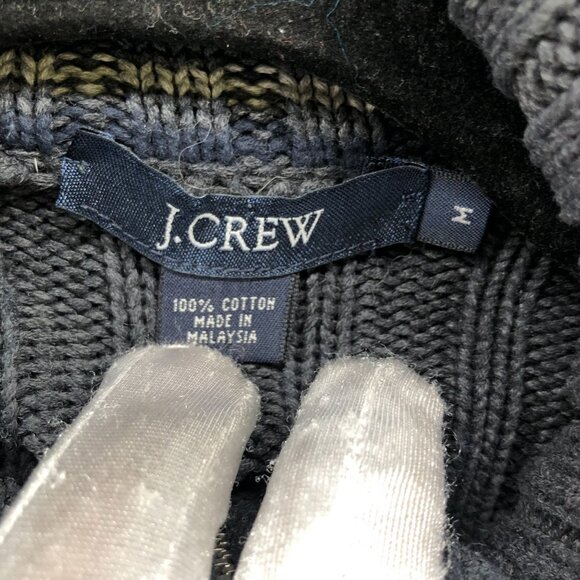 J.CREW
M
100% COTTON
MADE IN
MALAYSIA